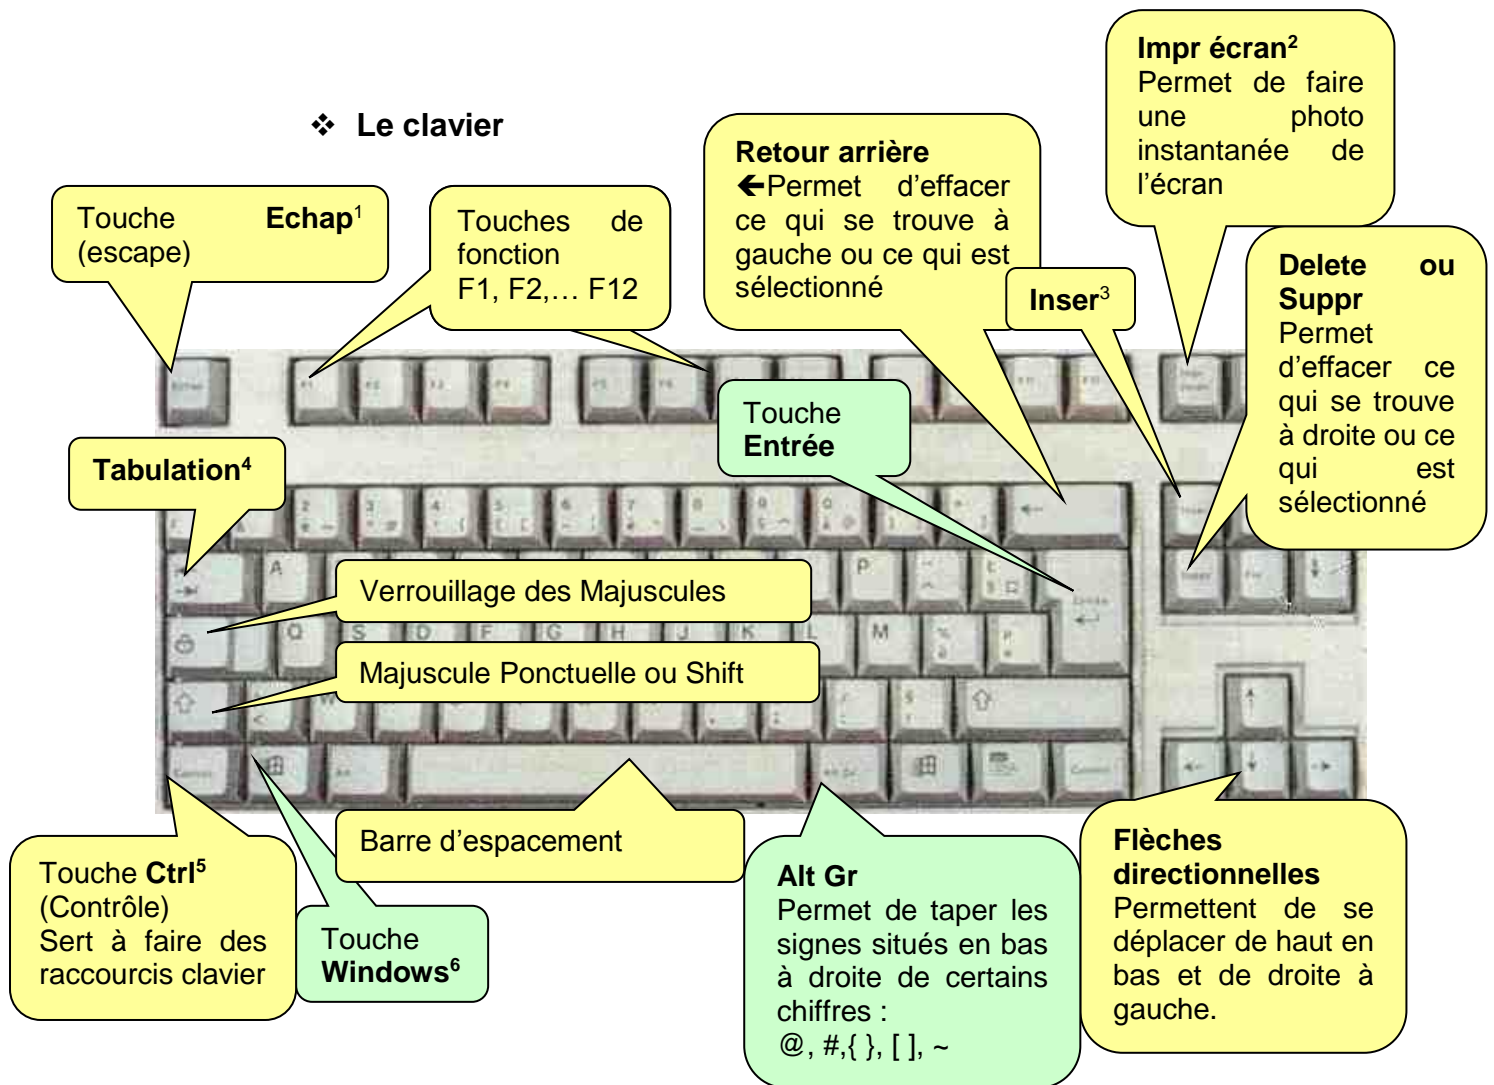 ❖ Le clavier
Impr écran²
Permet de faire
une photo
instantanée de
l'écran
Retour arrière
←Permet d'effacer
ce qui se trouve à
gauche ou ce qui est
sélectionné
Touche Echap¹
(escape)
Touches de
fonction
F1, F2,… F12
Inser³
Delete ou
Suppr
Permet
d'effacer ce
qui se trouve
à droite ou ce
qui est
sélectionné
Touche
Entrée
Tabulation⁴
A
P
Verrouillage des Majuscules
Q S D F G H J K L M
Majuscule Ponctuelle ou Shift
Barre d'espacement
Touche Ctrl⁵
(Contrôle)
Sert à faire des
raccourcis clavier
Touche
Windows⁶
Alt Gr
Permet de taper les
signes situés en bas
à droite de certains
chiffres :
@, #,{ }, [ ], ~
Flèches
directionnelles
Permettent de se
déplacer de haut en
bas et de droite à
gauche.